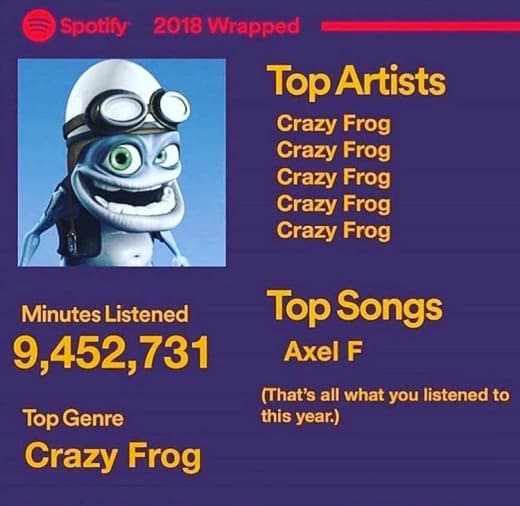 Spotify 2018 Wrapped
Top Artists
Crazy Frog
Crazy Frog
Crazy Frog
Crazy Frog
Crazy Frog
Minutes Listened
9,452,731
Top Genre
Crazy Frog
Top Songs
Axel F
(That's all what you listened to
this year.)